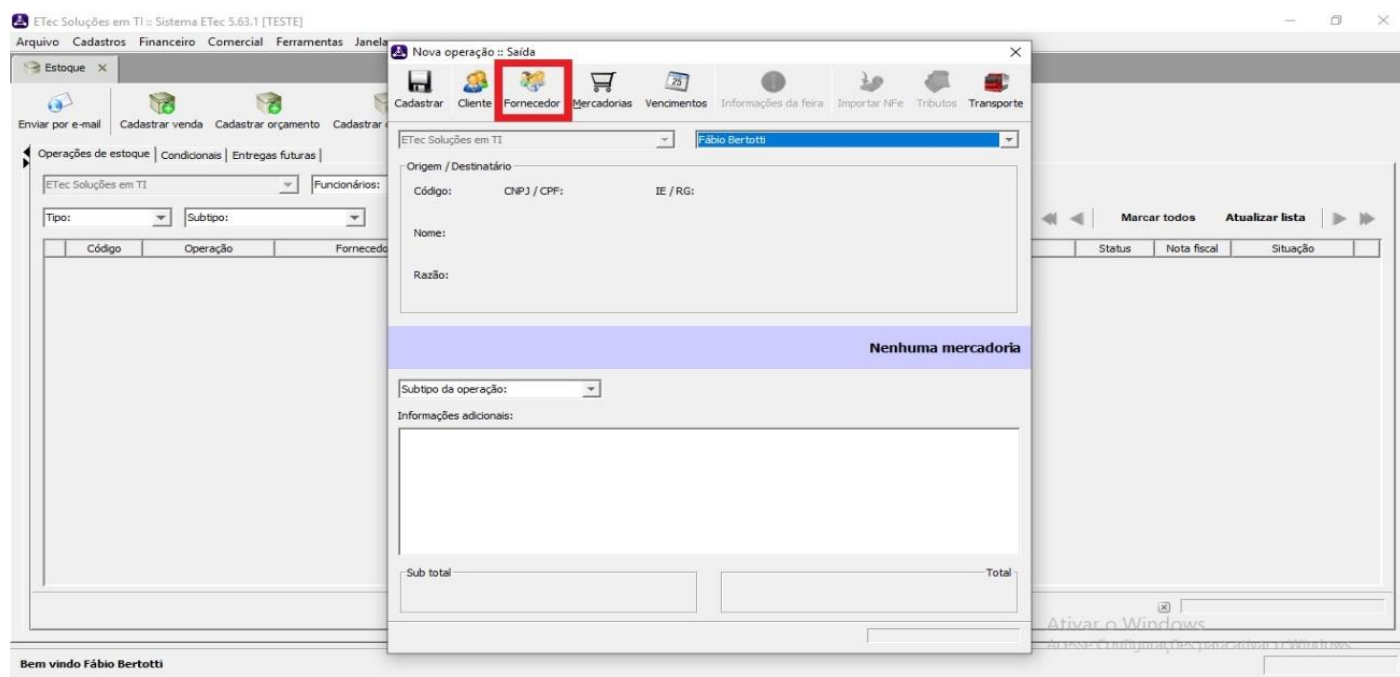 ETec Soluções em TI :: Sistema ETec 5.63.1 [TESTE]
Arquivo Cadastros Financeiro Comercial Ferramentas Janela
Estoque
Enviar por e-mail Cadastrar venda Cadastrar orçamento Cadastrar
Operações de estoque Condicionais Entregas futuras
ETec Soluções em TI Funcionários:
Tipo: Subtipo: Marcar todos Atualizar lista
Código Operação Fornecedo Status Nota fiscal Situação
Nova operação :: Saída
Cadastrar Cliente Fornecedor Mercadorias Vencimentos Informações da feira Importar NFe Tributos Transporte
ETec Soluções em TI Fábio Bertotti
Origem / Destinatário
Código: CNPJ / CPF: IE / RG:
Nome:
Razão:
Nenhuma mercadoria
Subtipo da operação:
Informações adicionais:
Sub total Total
Ativar o Windows
Acesse Configurações para ativar o Windows.
Bem vindo Fábio Bertotti